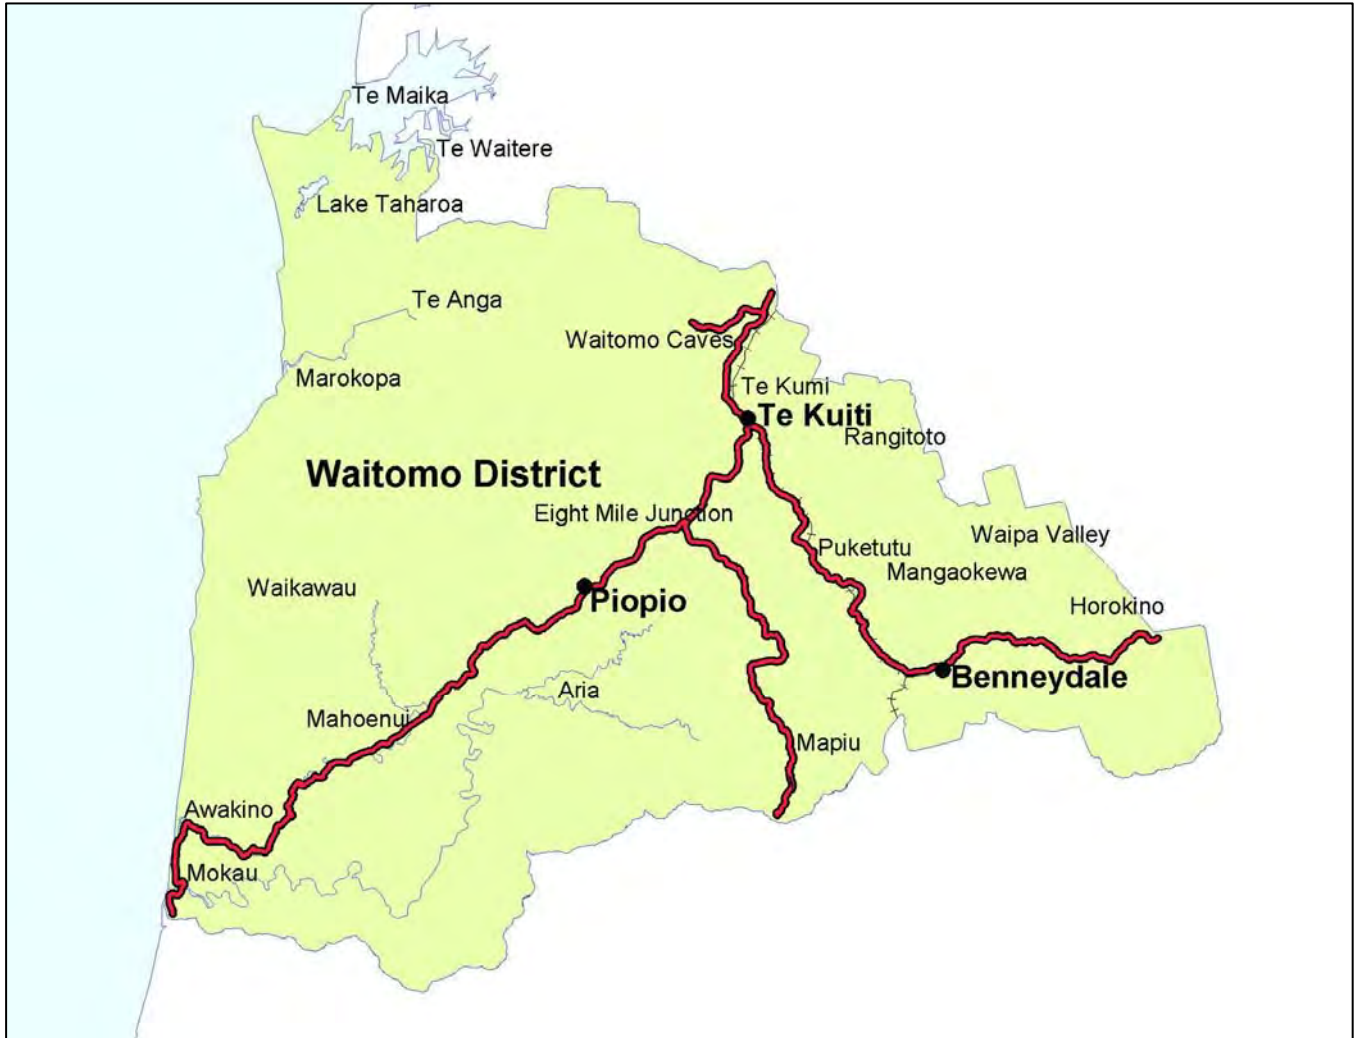 Te Maika
Te Waitere
Lake Taharoa
Te Anga
Waitomo Caves
Marokopa
Te Kumi
Te Kuiti
Rangitoto
Waitomo District
Eight Mile Junction
Waipa Valley
Puketutu
Mangaokewa
Waikawau
Piopio
Horokino
Benneydale
Aria
Mahoenui
Mapiu
Awakino
Mokau